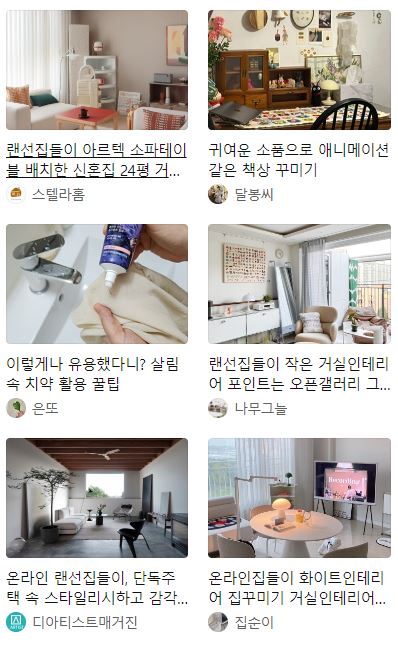 랜선집들이 아르텍 소파테이
블 배치한 신혼집 24평 거...
스텔라홈
귀여운 소품으로 애니메이션
같은 책상 꾸미기
달봉씨
이렇게나 유용했다니? 살림
속 치약 활용 꿀팁
은또
랜선집들이 작은 거실인테리
어 포인트는 오픈갤러리 그...
나무그늘
온라인 랜선집들이, 단독주
택 속 스타일리시하고 감각...
디아티스트매거진
Recording
온라인집들이 화이트인테리
어 집꾸미기 거실인테리어...
집순이